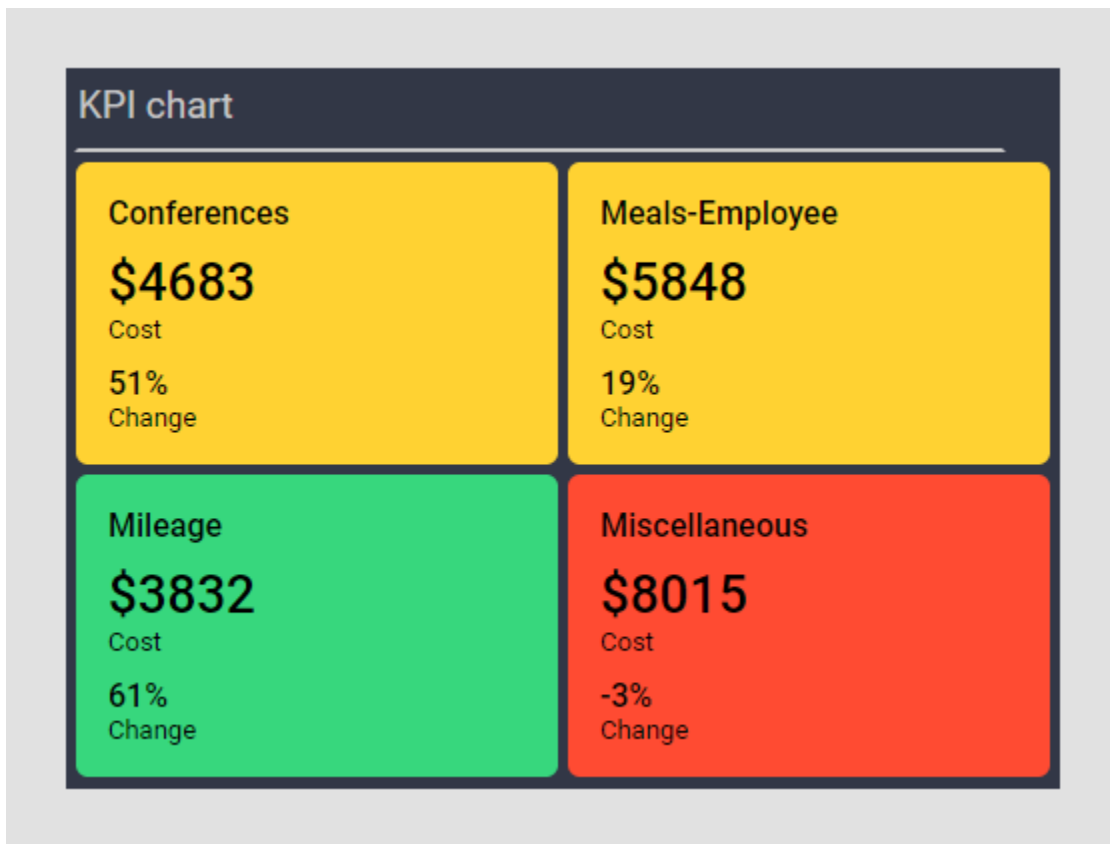 KPI chart
Conferences
$4683
Cost
51%
Change
Meals-Employee
$5848
Cost
19%
Change
Mileage
$3832
Cost
61%
Change
Miscellaneous
$8015
Cost
-3%
Change